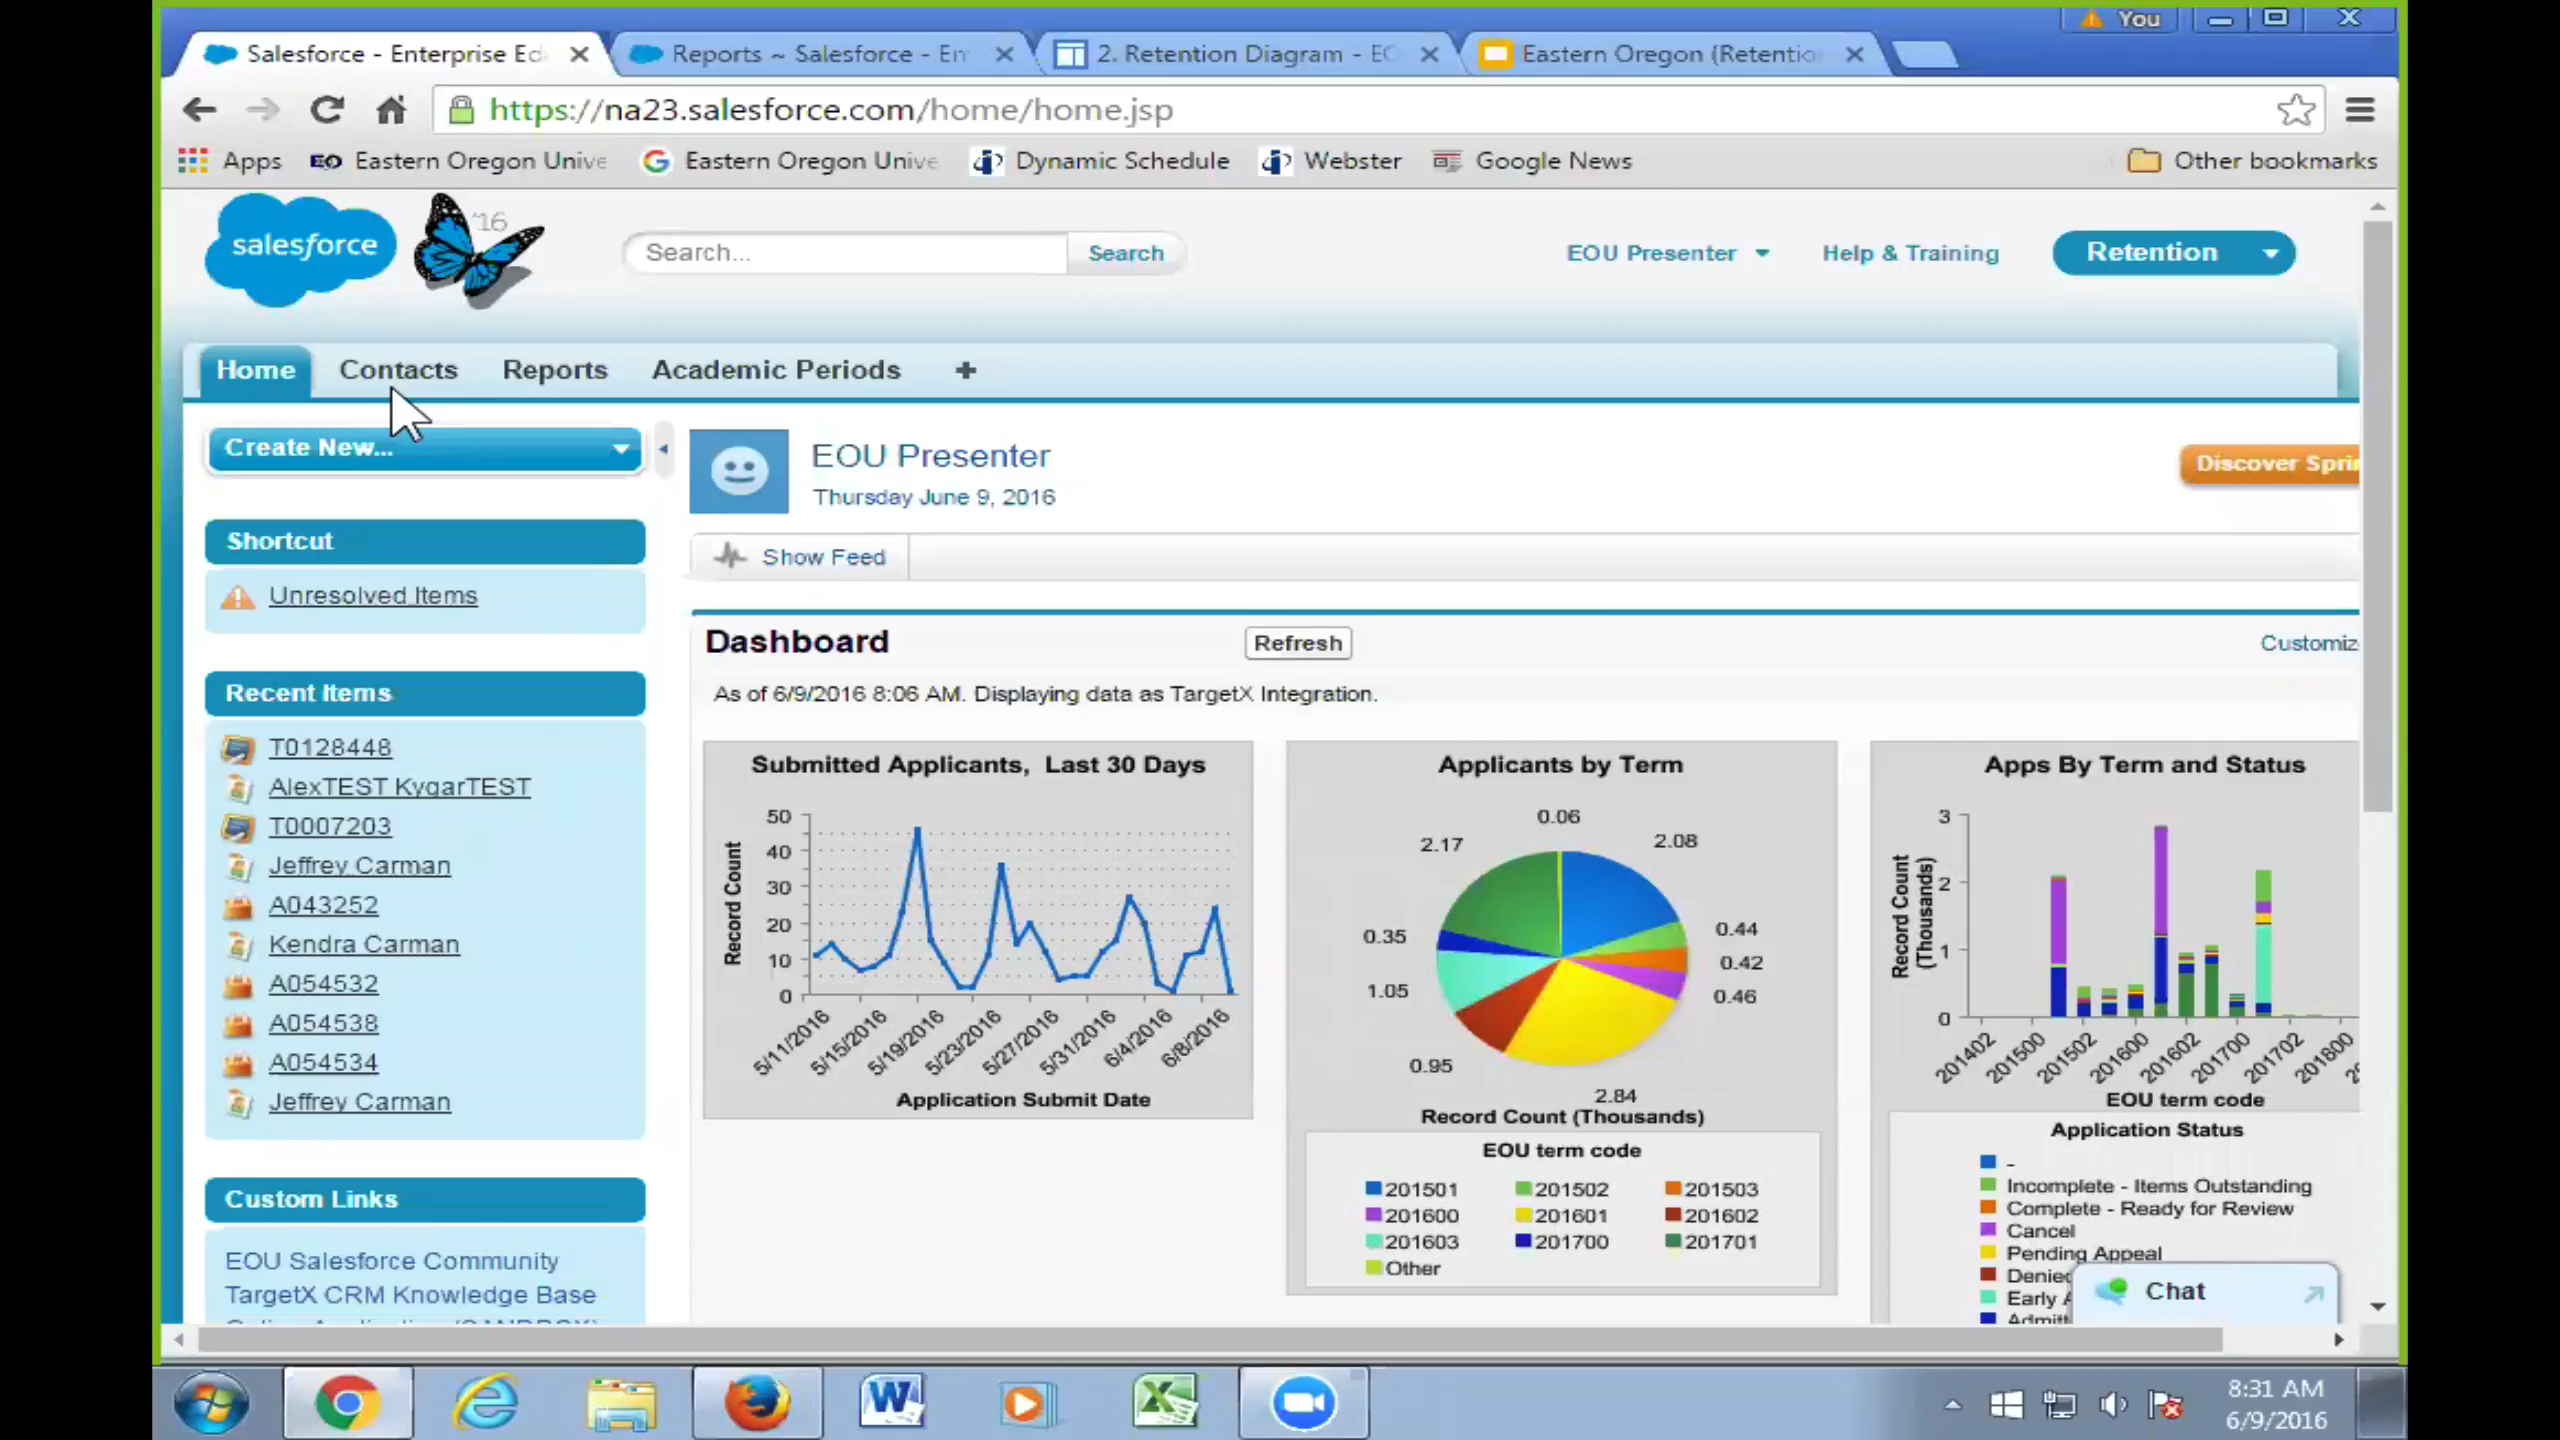 You
Salesforce - Enterprise Ed
Reports ~ Salesforce - En
2. Retention Diagram - EO
Eastern Oregon (Retentio
https://na23.salesforce.com/home/home.jsp
Apps
Eastern Oregon Unive
Eastern Oregon Unive
Dynamic Schedule
Webster
Google News
Other bookmarks
salesforce
'16
Search...
Search
EOU Presenter
Help & Training
Retention
Home
Contacts
Reports
Academic Periods
+
Create New...
EOU Presenter
Thursday June 9, 2016
Discover Spri
Show Feed
Shortcut
Unresolved Items
Recent Items
T0128448
AlexTEST KygarTEST
T0007203
Jeffrey Carman
A043252
Kendra Carman
A054532
A054538
A054534
Jeffrey Carman
Custom Links
EOU Salesforce Community
TargetX CRM Knowledge Base
Dashboard
Refresh
Customiz
As of 6/9/2016 8:06 AM. Displaying data as TargetX Integration.
Submitted Applicants, Last 30 Days
Record Count
50
40
30
20
10
0
5/11/2016
5/15/2016
5/19/2016
5/23/2016
5/27/2016
5/31/2016
6/4/2016
6/8/2016
Application Submit Date
Applicants by Term
0.06
2.08
0.44
0.42
0.46
2.84
0.95
1.05
0.35
2.17
Record Count (Thousands)
EOU term code
201501
201502
201503
201600
201601
201602
201603
201700
201701
Other
Apps By Term and Status
Record Count
(Thousands)
3
2
1
0
201402
201500
201502
201600
201602
201700
201702
201800
EOU term code
Application Status
-
Incomplete - Items Outstanding
Complete - Ready for Review
Cancel
Pending Appeal
Denie
Early
Admitt
Chat
8:31 AM
6/9/2016